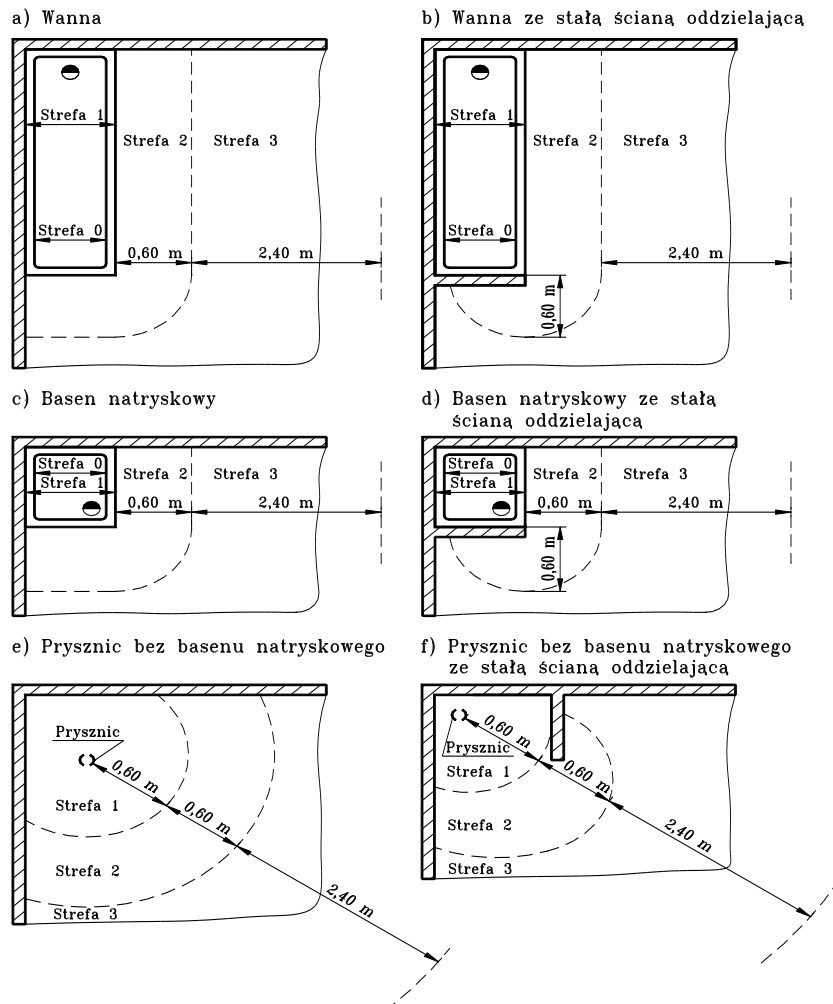 a) Wanna
Strefa 1
Strefa 2
Strefa 3
Strefa 0
0,60 m
2,40 m
b) Wanna ze stałą ścianą oddzielającą
Strefa 1
Strefa 2
Strefa 3
Strefa 0
2,40 m
0,60 m
c) Basen natryskowy
Strefa 0
Strefa 1
Strefa 2
Strefa 3
0,60 m
2,40 m
d) Basen natryskowy ze stałą
ścianą oddzielającą
Strefa 0
Strefa 1
Strefa 2
Strefa 3
0,60 m
2,40 m
0,60 m
e) Prysznic bez basenu natryskowego
Prysznic
0,60 m
Strefa 1
0,60 m
Strefa 2
Strefa 3
2,40 m
f) Prysznic bez basenu natryskowego
ze stałą ścianą oddzielającą
0,60 m
Prysznic
Strefa 1
0,60 m
Strefa 2
2,40 m
Strefa 3